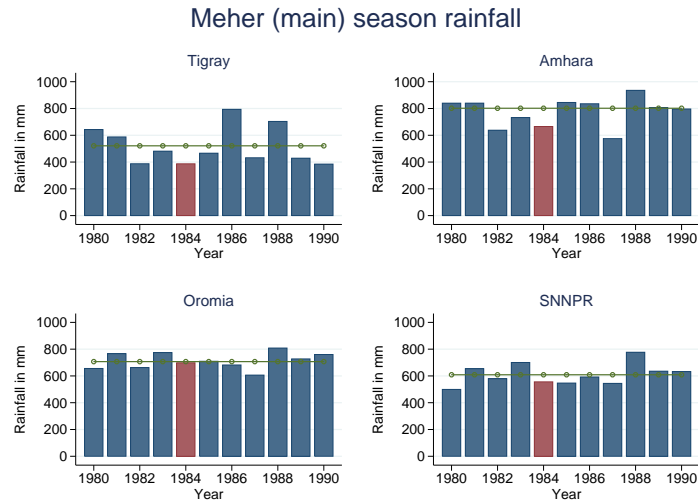 Meher (main) season rainfall
Tigray
Rainfall in mm
1000
800
600
400
200
0
1980 1982 1984 1986 1988 1990
Year
Amhara
Rainfall in mm
1000
800
600
400
200
0
1980 1982 1984 1986 1988 1990
Year
Oromia
Rainfall in mm
1000
800
600
400
200
0
1980 1982 1984 1986 1988 1990
Year
SNNPR
Rainfall in mm
1000
800
600
400
200
0
1980 1982 1984 1986 1988 1990
Year